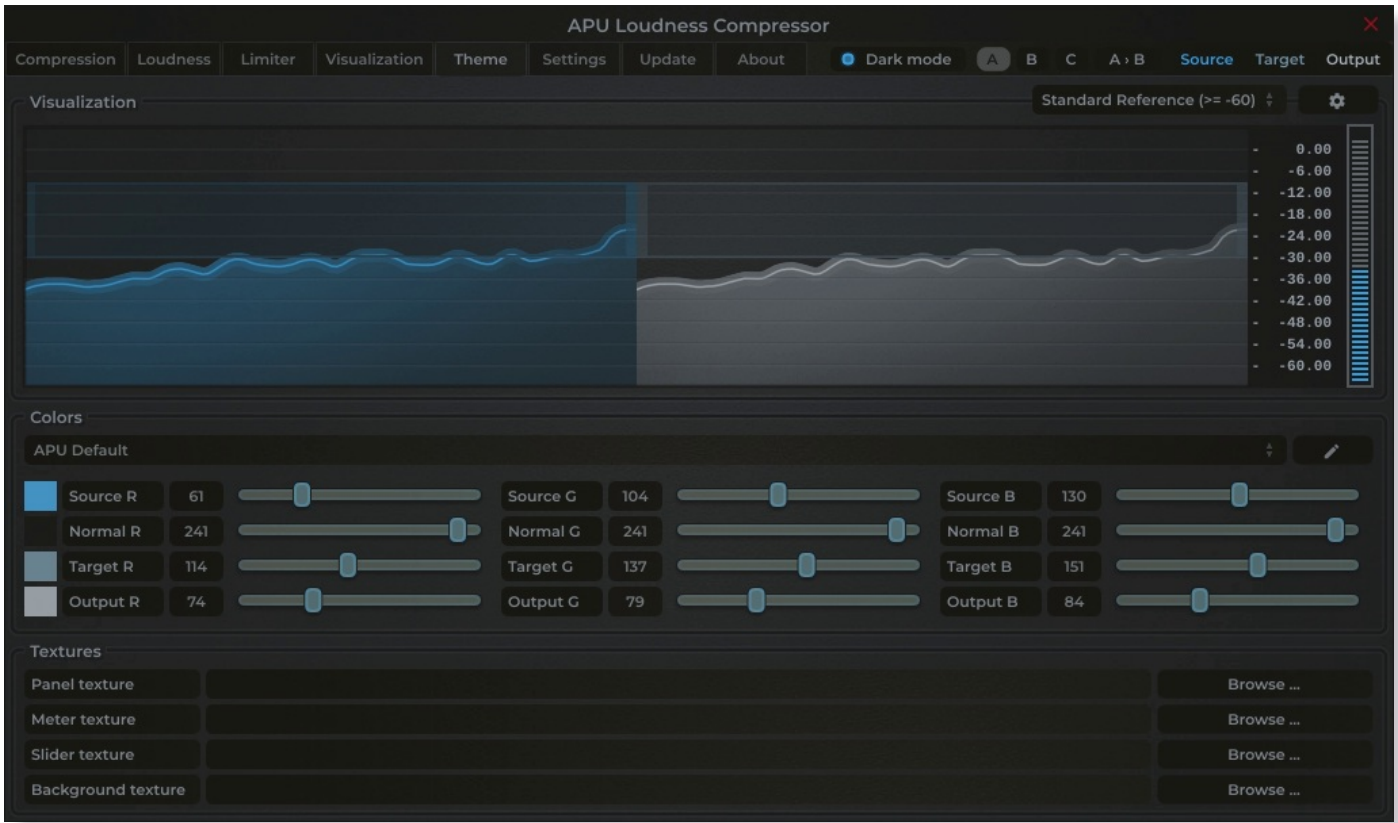 APU Loudness Compressor
Compression Loudness Limiter Visualization Theme Settings Update About Dark mode A B C A › B Source Target Output
Visualization
Standard Reference (>= -60)
- 0.00
- -6.00
- -12.00
- -18.00
- -24.00
- -30.00
- -36.00
- -42.00
- -48.00
- -54.00
- -60.00
Colors
APU Default
Source R 61 Source G 104 Source B 130
Normal R 241 Normal G 241 Normal B 241
Target R 114 Target G 137 Target B 151
Output R 74 Output G 79 Output B 84
Textures
Panel texture Browse ...
Meter texture Browse ...
Slider texture Browse ...
Background texture Browse ...